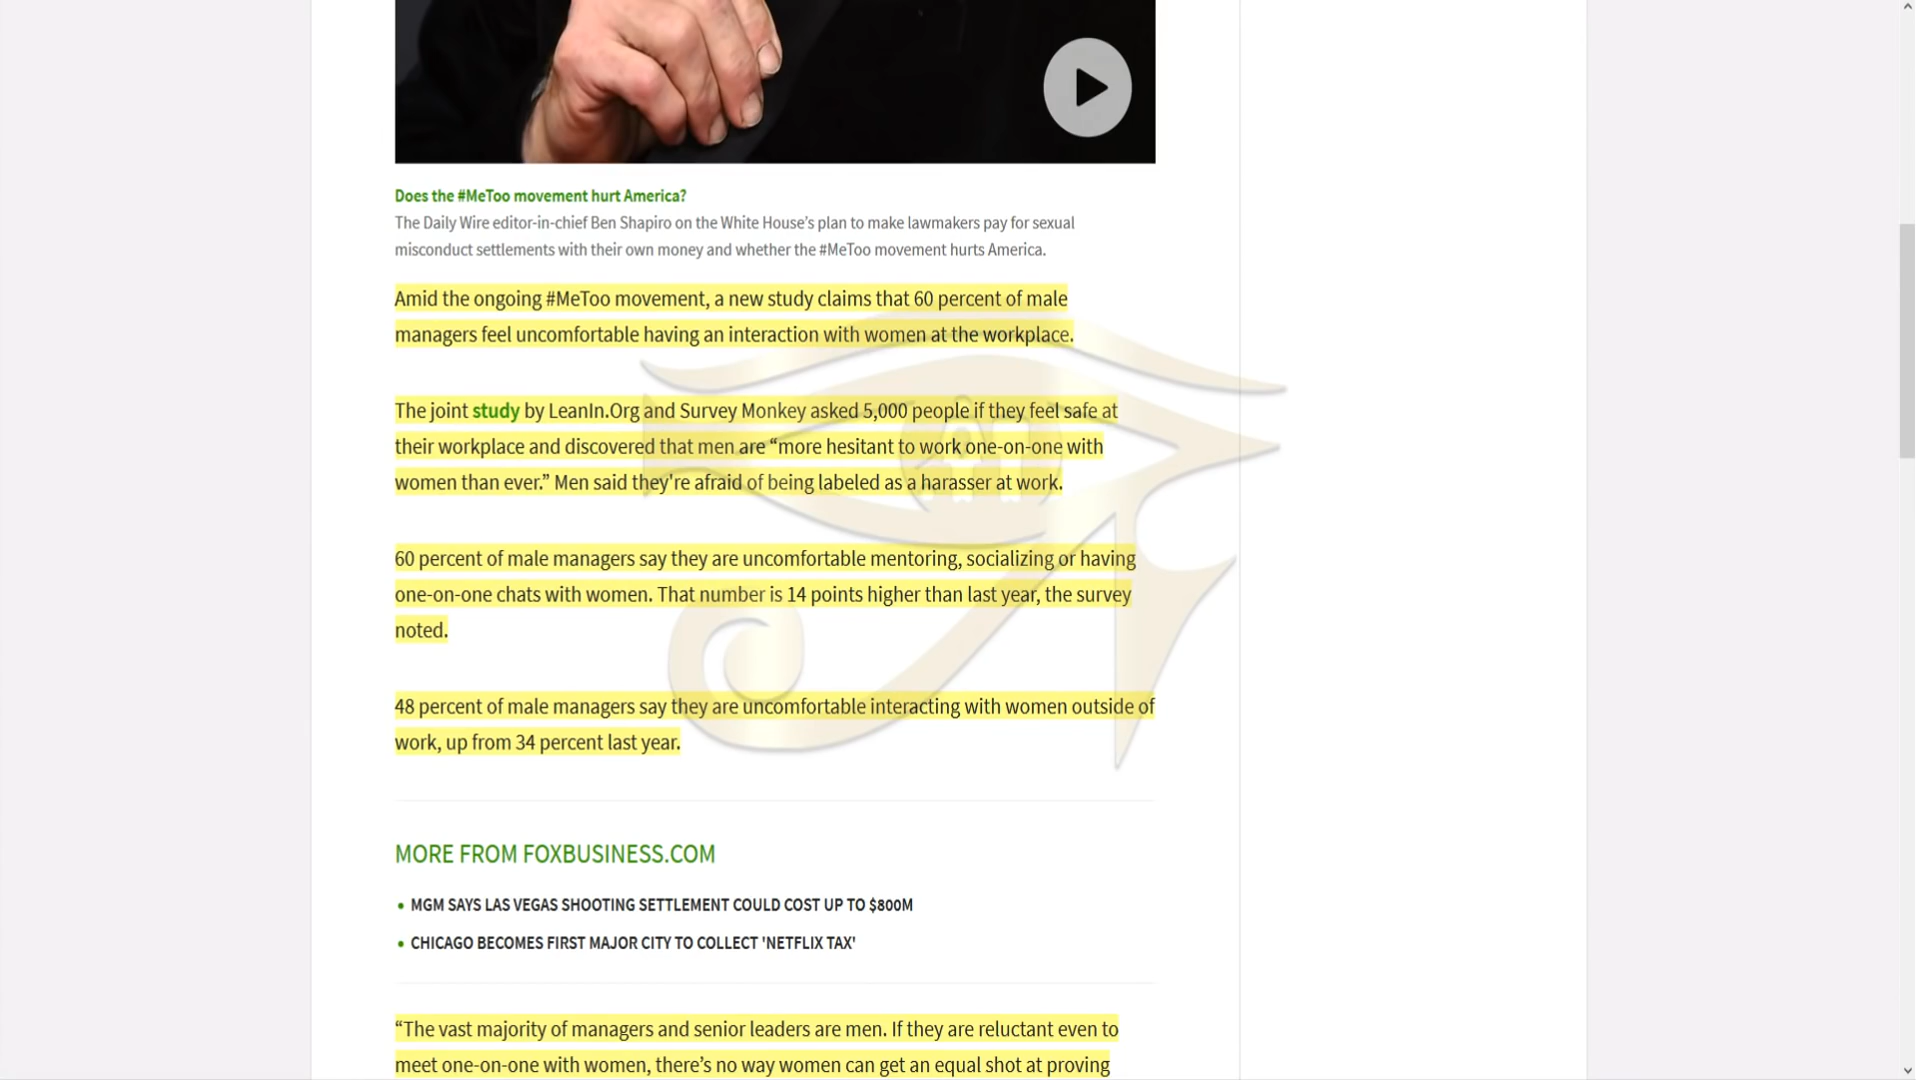 Does the #MeToo movement hurt America?
The Daily Wire editor-in-chief Ben Shapiro on the White House’s plan to make lawmakers pay for sexual
misconduct settlements with their own money and whether the #MeToo movement hurts America.
Amid the ongoing #MeToo movement, a new study claims that 60 percent of male
managers feel uncomfortable having an interaction with women at the workplace.
The joint study by LeanIn.Org and Survey Monkey asked 5,000 people if they feel safe at
their workplace and discovered that men are “more hesitant to work one-on-one with
women than ever.” Men said they're afraid of being labeled as a harasser at work.
60 percent of male managers say they are uncomfortable mentoring, socializing or having
one-on-one chats with women. That number is 14 points higher than last year, the survey
noted.
48 percent of male managers say they are uncomfortable interacting with women outside of
work, up from 34 percent last year.
MORE FROM FOXBUSINESS.COM
• MGM SAYS LAS VEGAS SHOOTING SETTLEMENT COULD COST UP TO $800M
• CHICAGO BECOMES FIRST MAJOR CITY TO COLLECT 'NETFLIX TAX'
“The vast majority of managers and senior leaders are men. If they are reluctant even to
meet one-on-one with women, there’s no way women can get an equal shot at proving